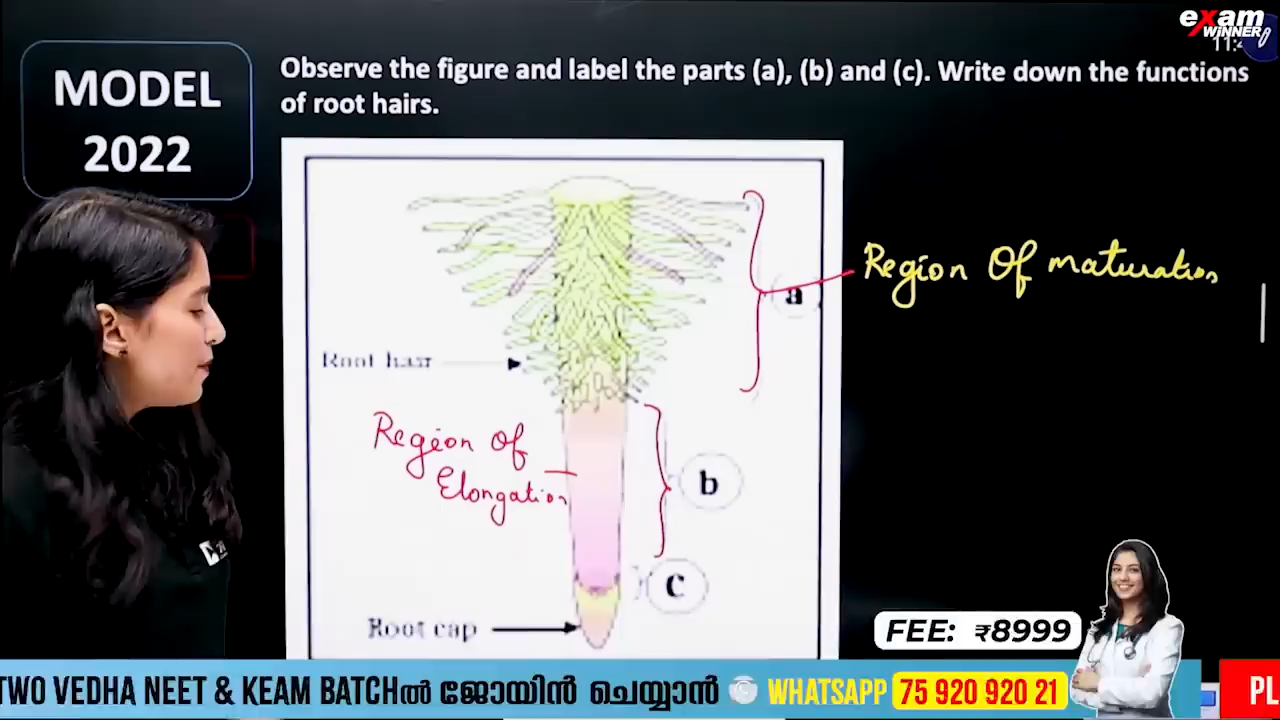 exam
WINNER
MODEL
2022
Observe the figure and label the parts (a), (b) and (c). Write down the functions
of root hairs.
Region Of maturation
a
Root hair
Region of
Elongation
b
c
Root cap
FEE: ₹8999
TWO VEDHA NEET & KEAM BATCHൽ ജോയിൻ ചെയ്യാൻ WHATSAPP 75 920 920 21
PL